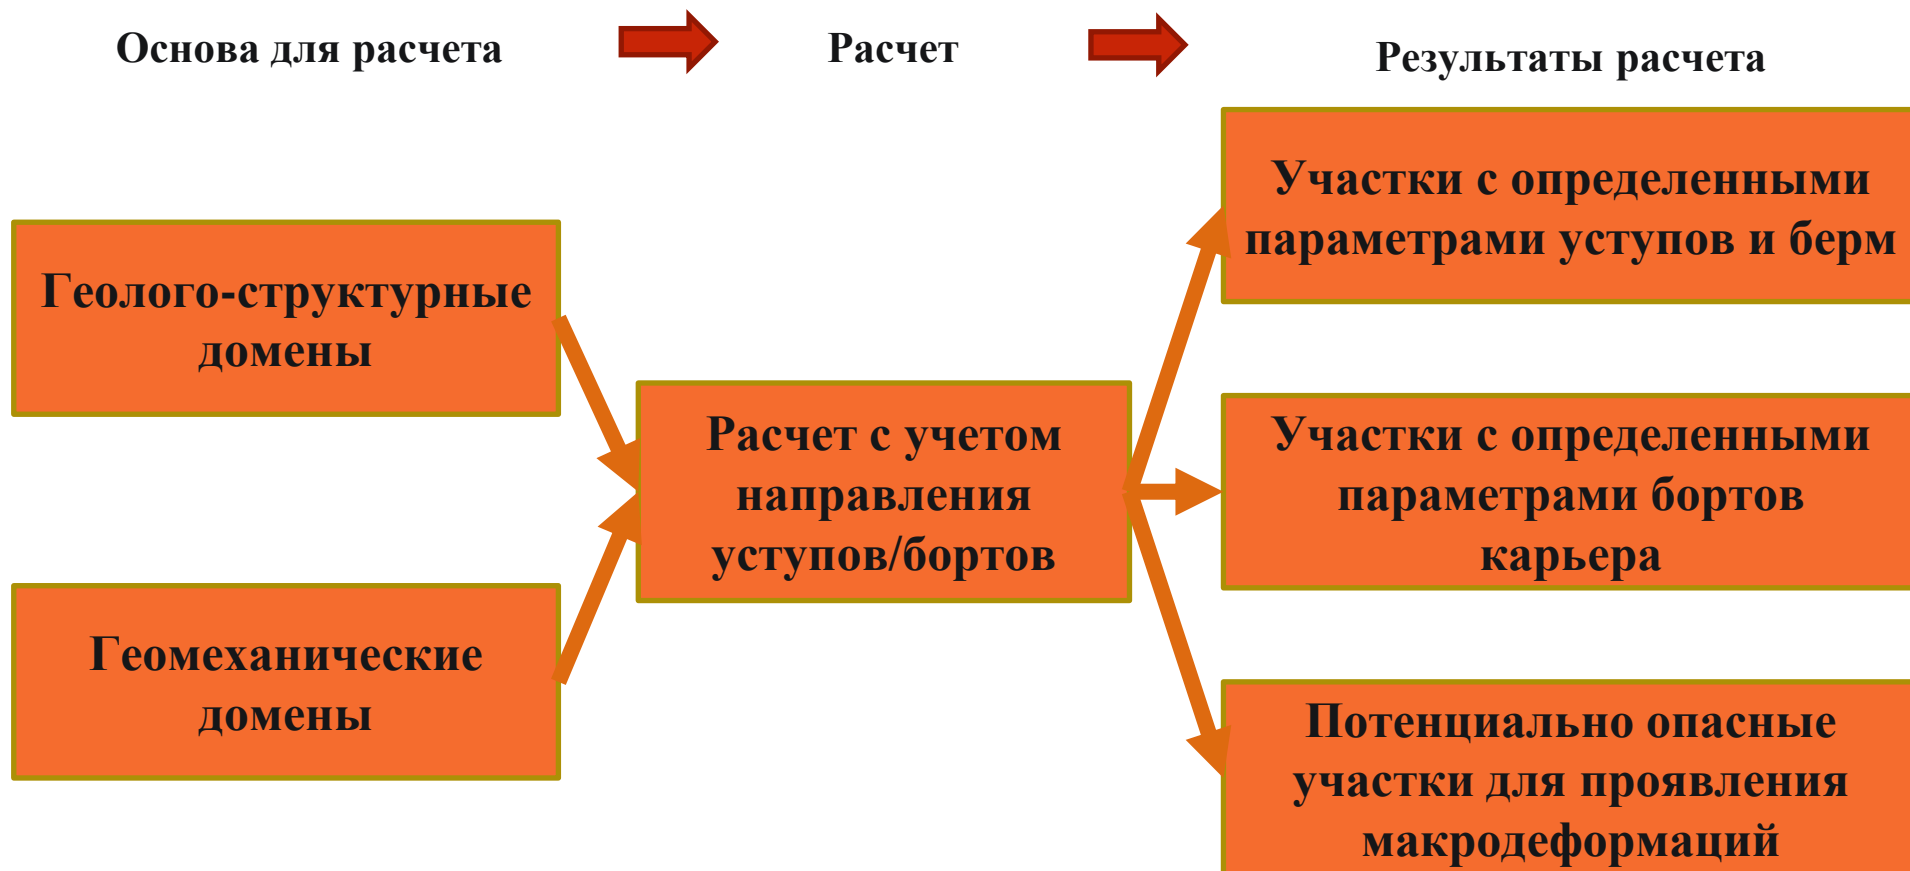 Основа для расчета
Расчет
Результаты расчета
Геолого-структурные
домены
Геомеханические
домены
Расчет с учетом
направления
уступов/бортов
Участки с определенными
параметрами уступов и берм
Участки с определенными
параметрами бортов
карьера
Потенциально опасные
участки для проявления
макродеформаций